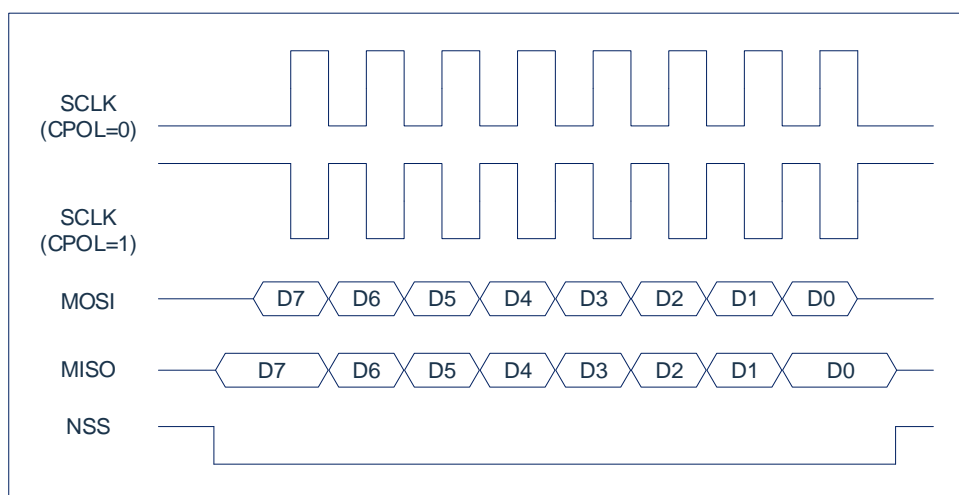 SCLK
(CPOL=0)
SCLK
(CPOL=1)
MOSI D7 D6 D5 D4 D3 D2 D1 D0
MISO D7 D6 D5 D4 D3 D2 D1 D0
NSS